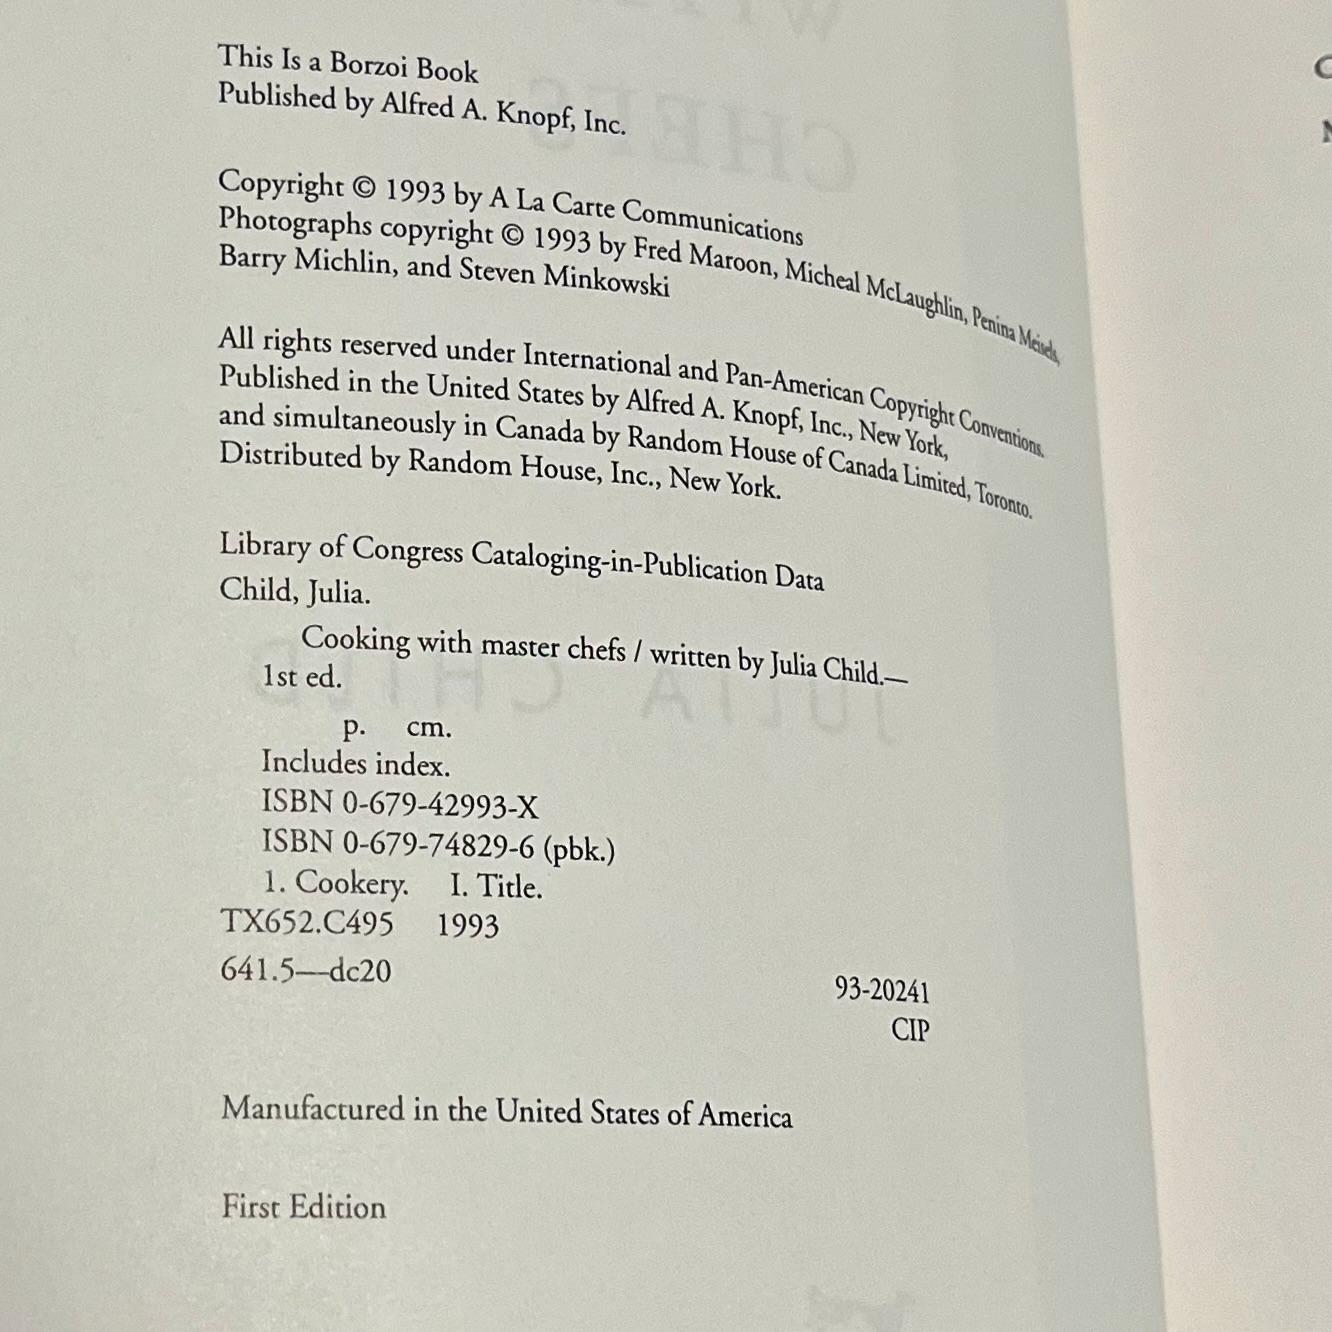 This Is a Borzoi Book
Published by Alfred A. Knopf, Inc.
Copyright © 1993 by A La Carte Communications
Photographs copyright © 1993 by Fred Maroon, Micheal McLaughlin, Penina Meisels,
Barry Michlin, and Steven Minkowski
All rights reserved under International and Pan-American Copyright Conventions.
Published in the United States by Alfred A. Knopf, Inc., New York,
and simultaneously in Canada by Random House of Canada Limited, Toronto.
Distributed by Random House, Inc., New York.
Library of Congress Cataloging-in-Publication Data
Child, Julia.
Cooking with master chefs / written by Julia Child.—
1st ed.
p. cm.
Includes index.
ISBN 0-679-42993-X
ISBN 0-679-74829-6 (pbk.)
1. Cookery. I. Title.
TX652.C495 1993
641.5—dc20
93-20241
CIP
Manufactured in the United States of America
First Edition